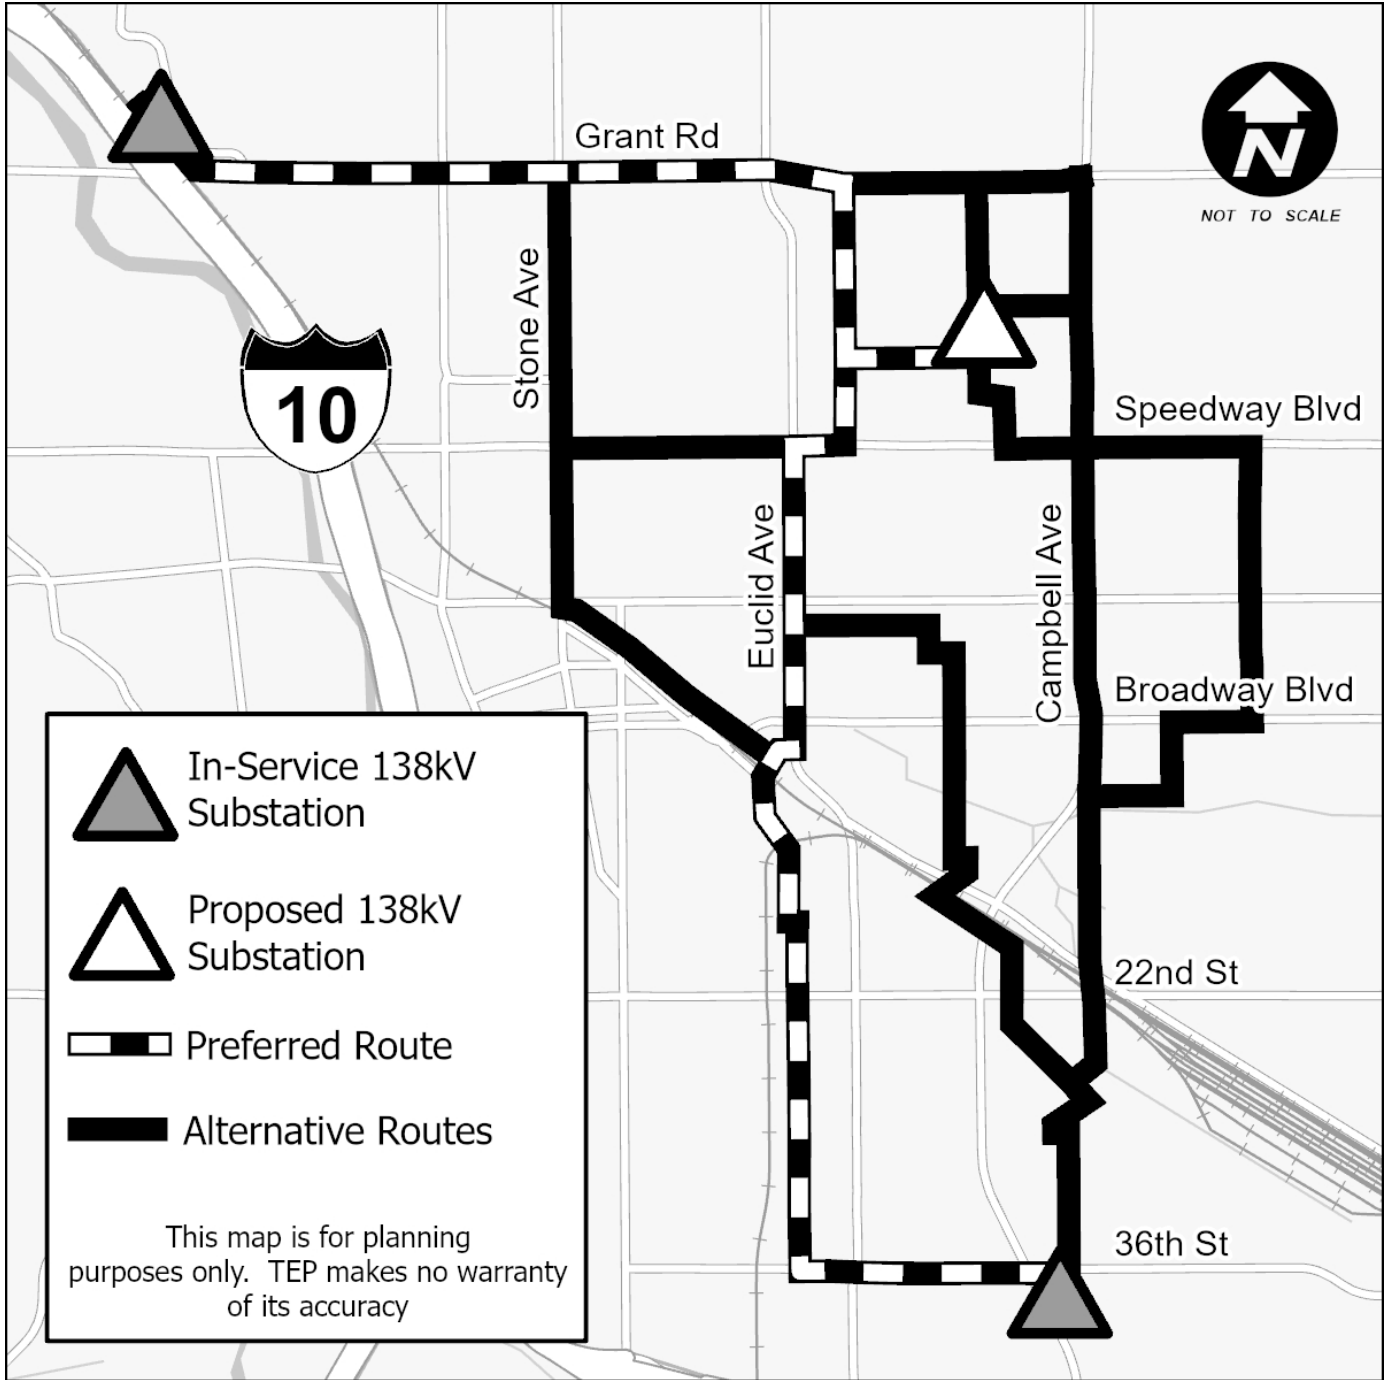 Grant Rd
N
NOT TO SCALE
Stone Ave
10
Speedway Blvd
Euclid Ave
Campbell Ave
Broadway Blvd
In-Service 138kV
Substation
Proposed 138kV
Substation
22nd St
Preferred Route
Alternative Routes
This map is for planning
purposes only. TEP makes no warranty
of its accuracy
36th St